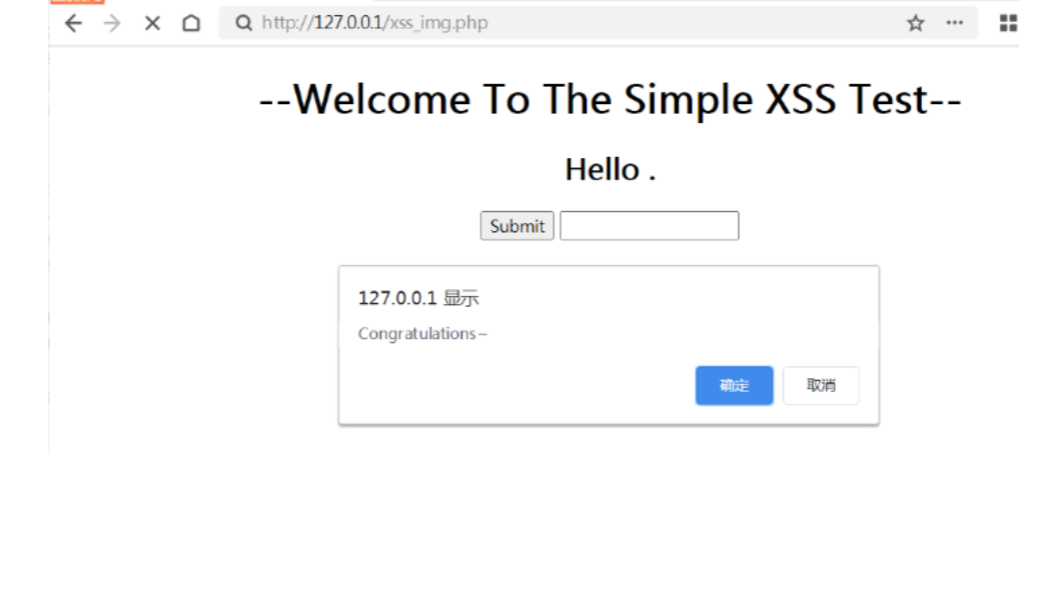 http://127.0.0.1/xss_img.php
--Welcome To The Simple XSS Test--
Hello .
Submit
127.0.0.1 显示
Congratulations~
确定 取消